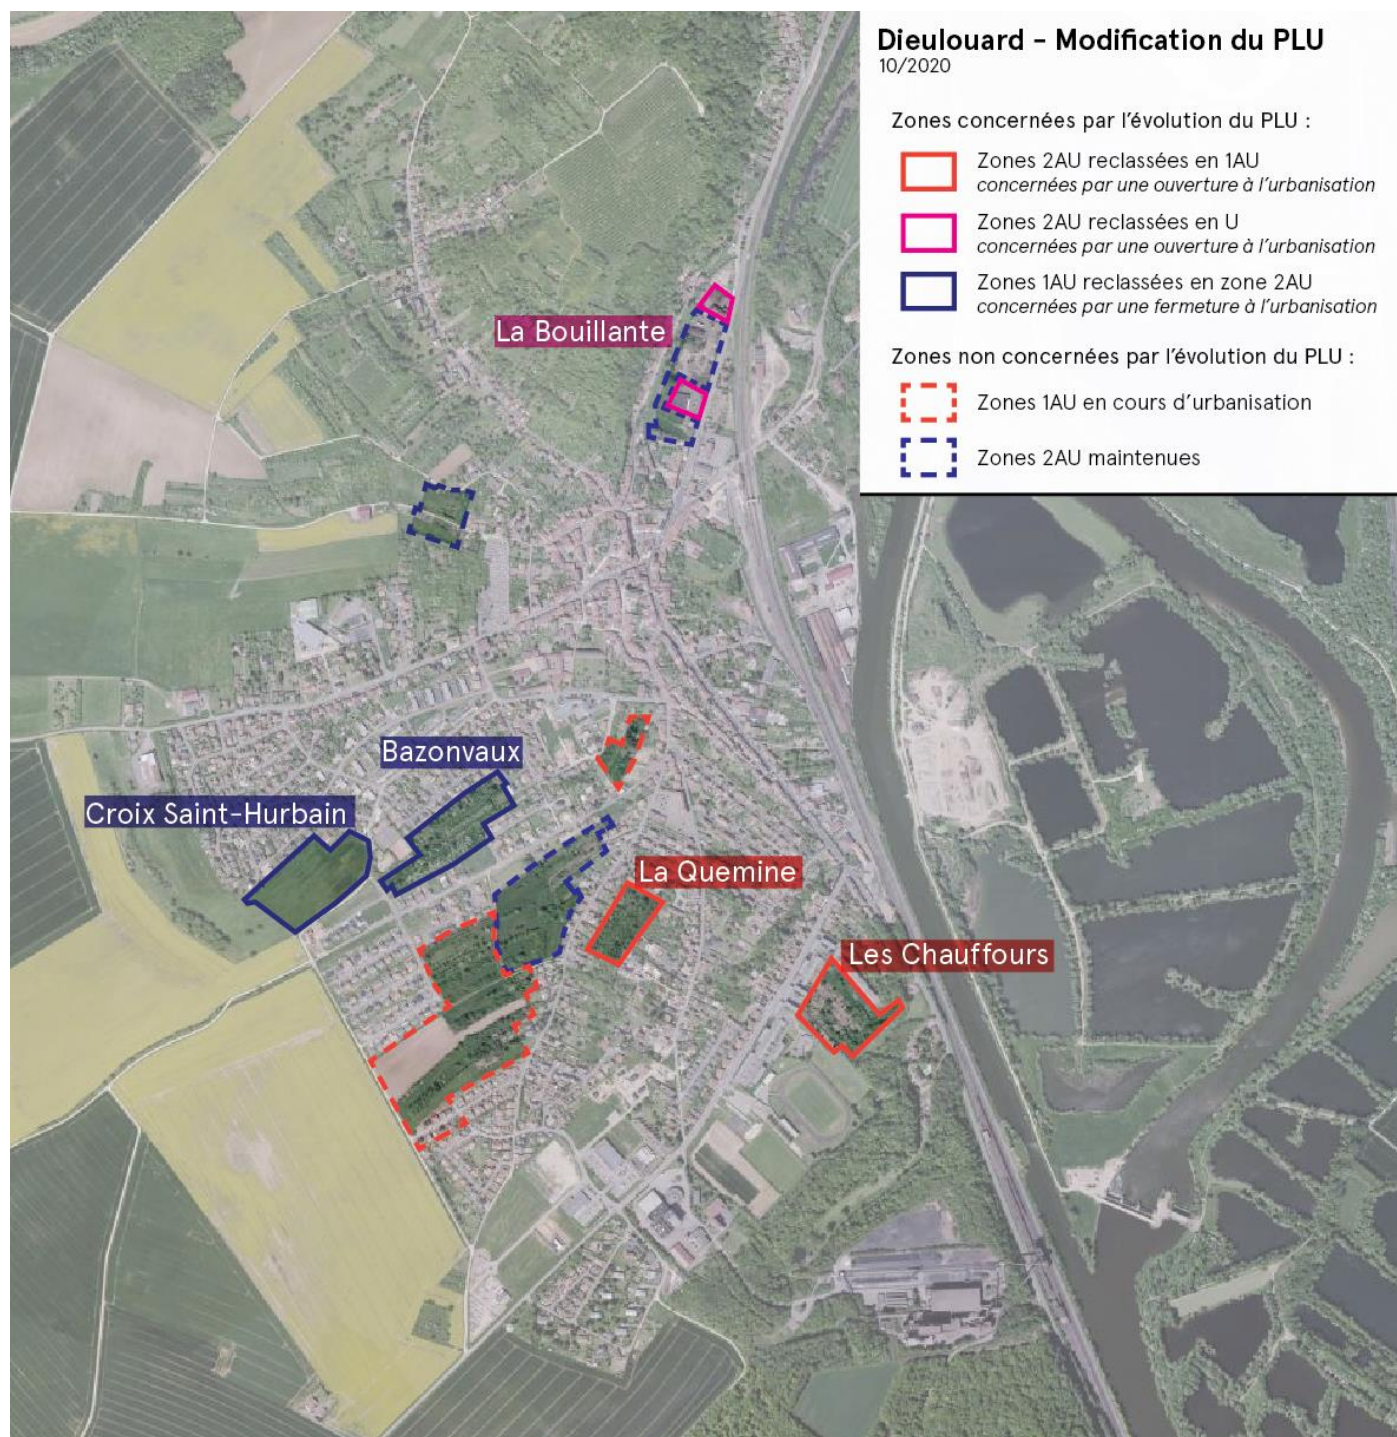 Dieulouard - Modification du PLU
10/2020
Zones concernées par l'évolution du PLU :
Zones 2AU reclassées en 1AU
concernées par une ouverture à l'urbanisation
Zones 2AU reclassées en U
concernées par une ouverture à l'urbanisation
Zones 1AU reclassées en zone 2AU
concernées par une fermeture à l'urbanisation
Zones non concernées par l'évolution du PLU :
Zones 1AU en cours d'urbanisation
Zones 2AU maintenues
La Bouillante
Bazonvaux
Croix Saint-Hurbain
La Quemine
Les Chauffours